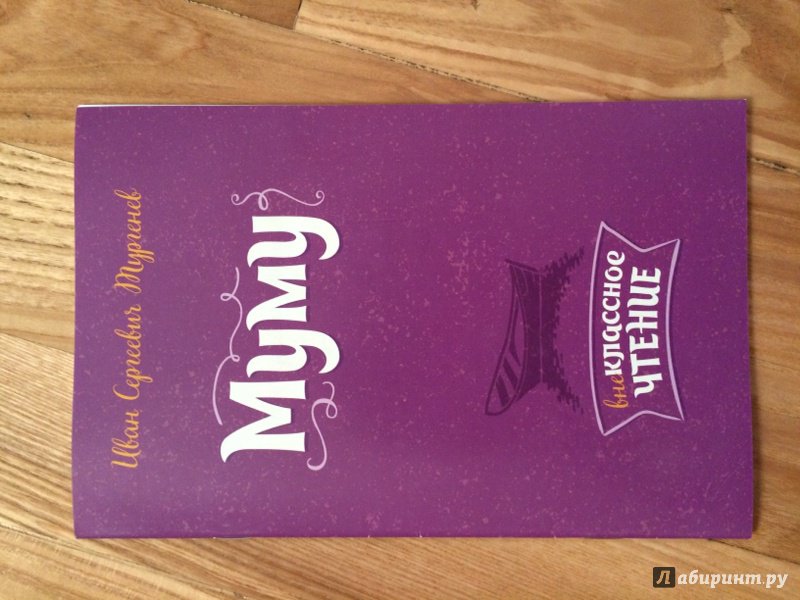 Иван Сергеевич Тургенев
Муму
внеКЛАССНОЕ
ЧТЕНИЕ
Лабиринт.ру